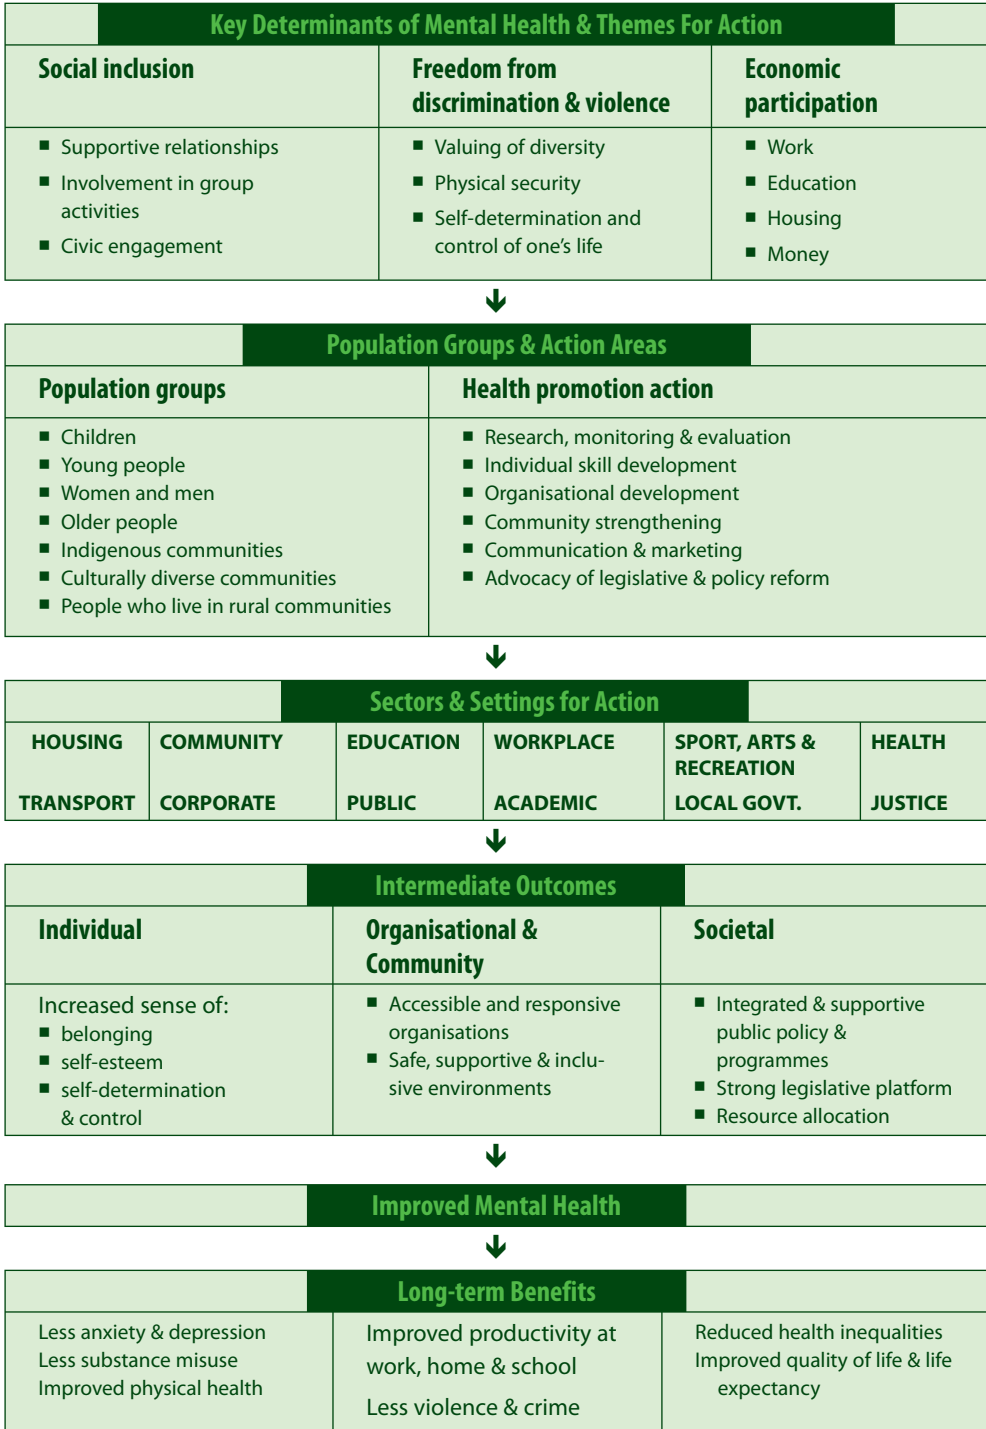 Key Determinants of Mental Health & Themes For Action
Social inclusion
■ Supportive relationships
■ Involvement in group
activities
■ Civic engagement
Freedom from
discrimination & violence
■ Valuing of diversity
■ Physical security
■ Self-determination and
control of one's life
Economic
participation
■ Work
■ Education
■ Housing
■ Money
Population Groups & Action Areas
Population groups
■ Children
■ Young people
■ Women and men
■ Older people
■ Indigenous communities
■ Culturally diverse communities
■ People who live in rural communities
Health promotion action
■ Research, monitoring & evaluation
■ Individual skill development
■ Organisational development
■ Community strengthening
■ Communication & marketing
■ Advocacy of legislative & policy reform
Sectors & Settings for Action
HOUSING
TRANSPORT
COMMUNITY
CORPORATE
EDUCATION
PUBLIC
WORKPLACE
ACADEMIC
SPORT, ARTS &
RECREATION
LOCAL GOVT.
HEALTH
JUSTICE
Intermediate Outcomes
Individual
Increased sense of:
■ belonging
■ self-esteem
■ self-determination
& control
Organisational &
Community
■ Accessible and responsive
organisations
■ Safe, supportive & inclu-
sive environments
Societal
■ Integrated & supportive
public policy &
programmes
■ Strong legislative platform
■ Resource allocation
Improved Mental Health
Long-term Benefits
Less anxiety & depression
Less substance misuse
Improved physical health
Improved productivity at
work, home & school
Less violence & crime
Reduced health inequalities
Improved quality of life & life
expectancy